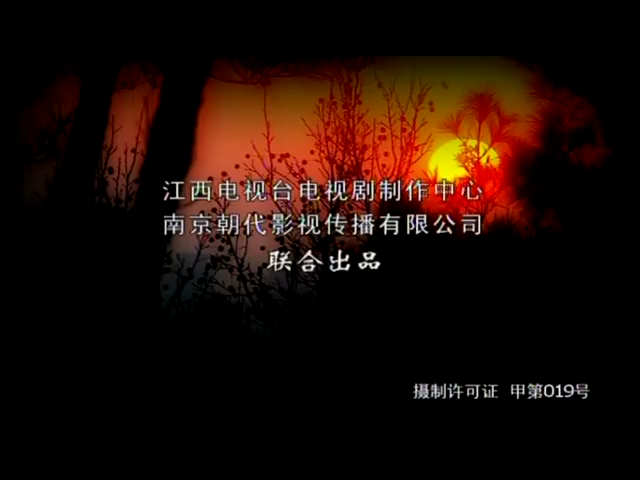 江西电视台电视剧制作中心
南京朝代影视传播有限公司
联合出品
摄制许可证 甲第019号